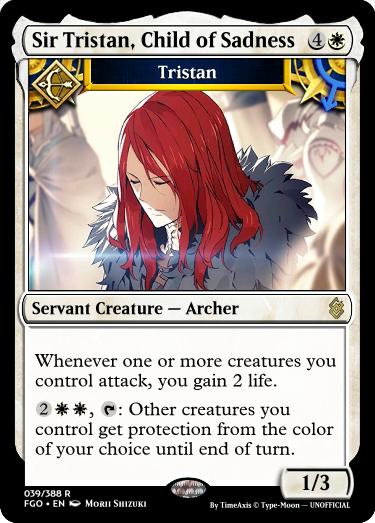 Sir Tristan, Child of Sadness 4
Tristan
Servant Creature — Archer
Whenever one or more creatures you
control attack, you gain 2 life.
2, : Other creatures you
control get protection from the color
of your choice until end of turn.
1/3
039/388 R
FGO • EN Morii Shizuki
By TimeAxis © Type-Moon — UNOFFICIAL